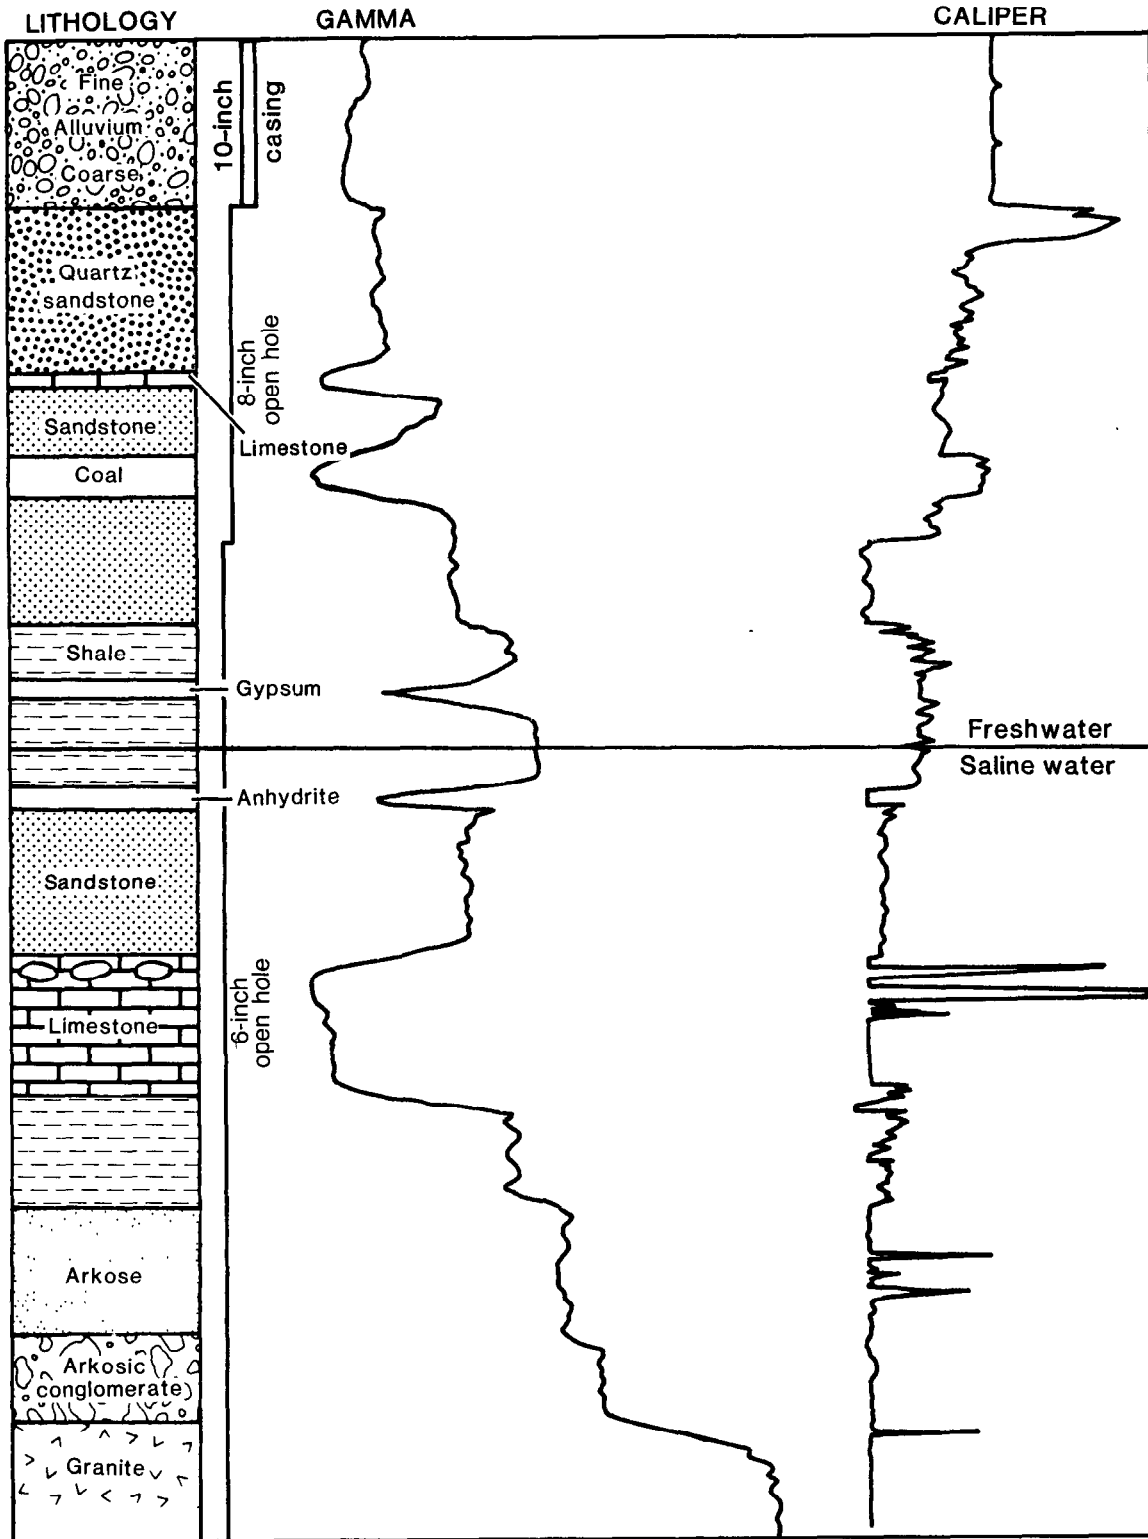 LITHOLOGY
GAMMA
CALIPER
Fine
Alluvium
Coarse
10-inch
casing
Quartz
sandstone
8-inch
open hole
Sandstone
Limestone
Coal
Shale
Gypsum
Freshwater
Saline water
Anhydrite
Sandstone
6-inch
open hole
Limestone
Arkose
Arkosic
conglomerate
Granite